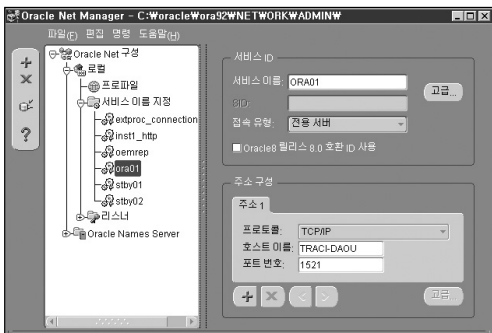 Oracle Net Manager - C:₩oracle₩ora92₩NETWORK₩ADMIN₩
파일(F) 편집 명령 도움말(H)
Oracle Net 구성
로컬
프로파일
서비스 이름 지정
extproc_connection
inst1_http
oemrep
ora01
stby01
stby02
리스너
Oracle Names Server
서비스 ID
서비스 이름: ORA01
고급...
SID:
접속 유형: 전용 서버
Oracle8 릴리스 8.0 호환 ID 사용
주소 구성
주소 1
프로토콜: TCP/IP
호스트 이름: TRACI-DAOU
포트 번호: 1521
고급...